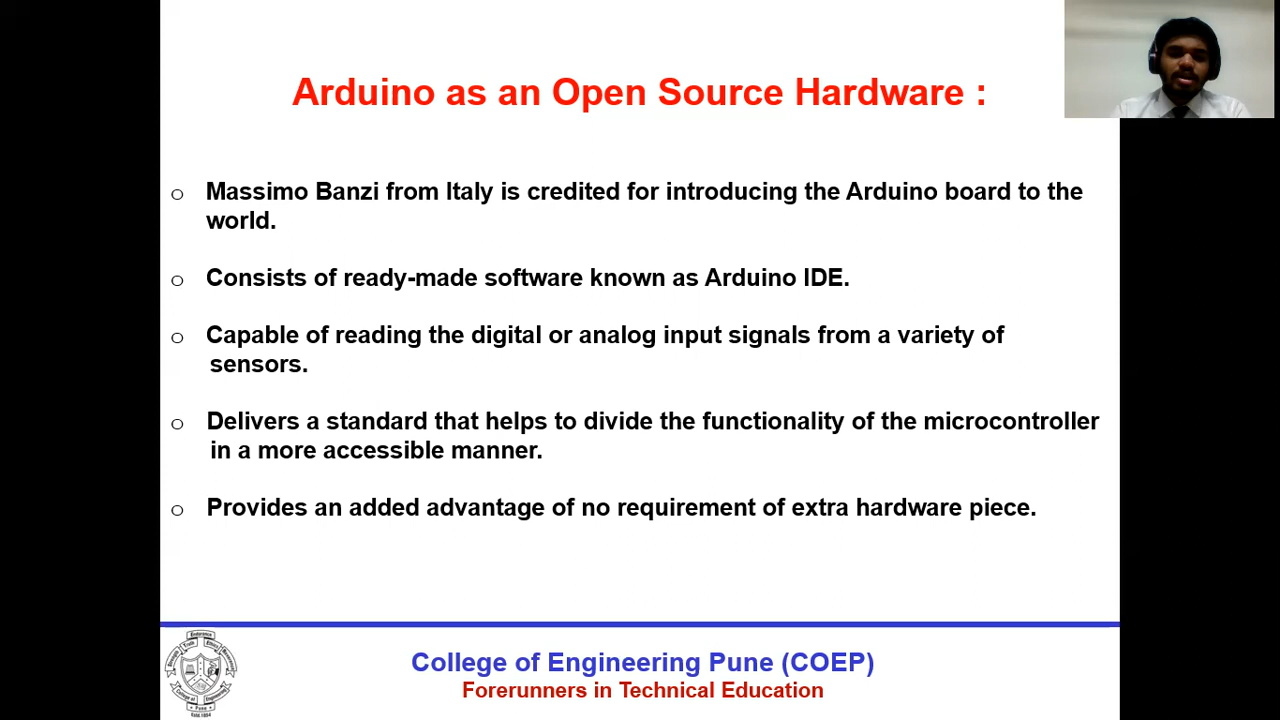 Arduino as an Open Source Hardware :
o Massimo Banzi from Italy is credited for introducing the Arduino board to the
world.
o Consists of ready-made software known as Arduino IDE.
o Capable of reading the digital or analog input signals from a variety of
sensors.
o Delivers a standard that helps to divide the functionality of the microcontroller
in a more accessible manner.
o Provides an added advantage of no requirement of extra hardware piece.
College of Engineering Pune (COEP)
Forerunners in Technical Education